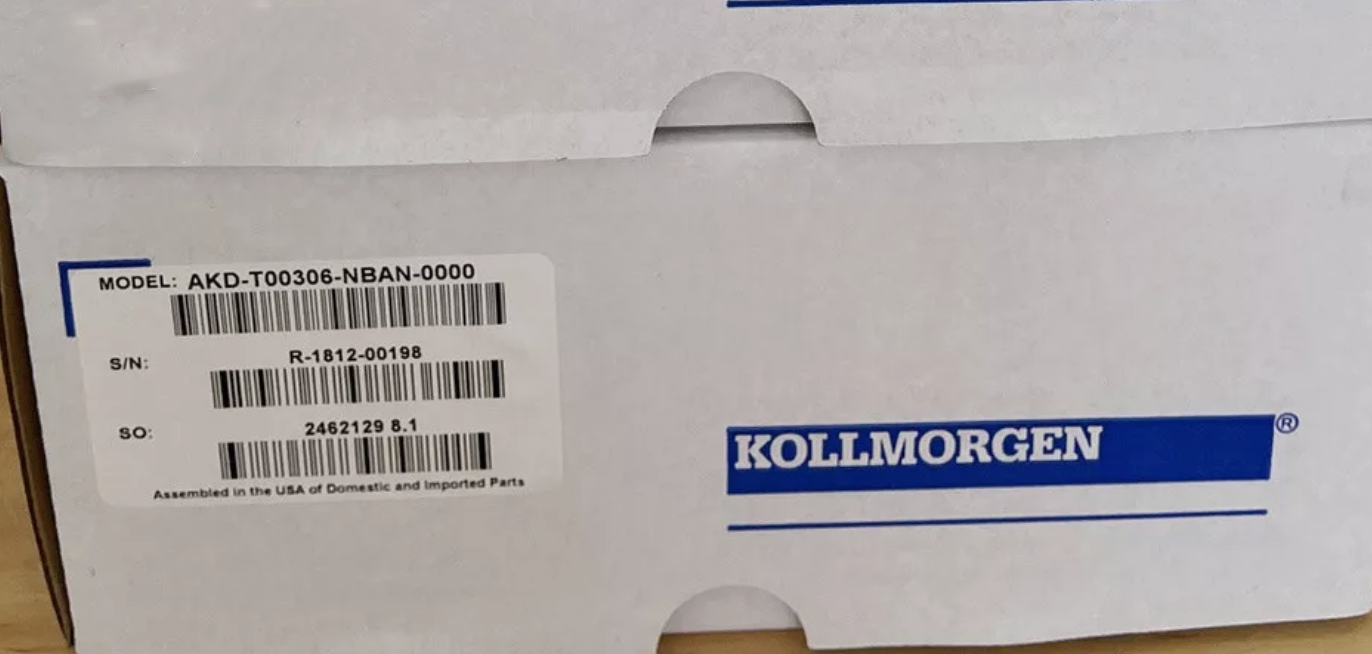 MODEL: AKD-T00306-NBAN-0000
S/N: R-1812-00198
SO: 2462129 8.1
Assembled in the USA of Domestic and Imported Parts
KOLLMORGEN®